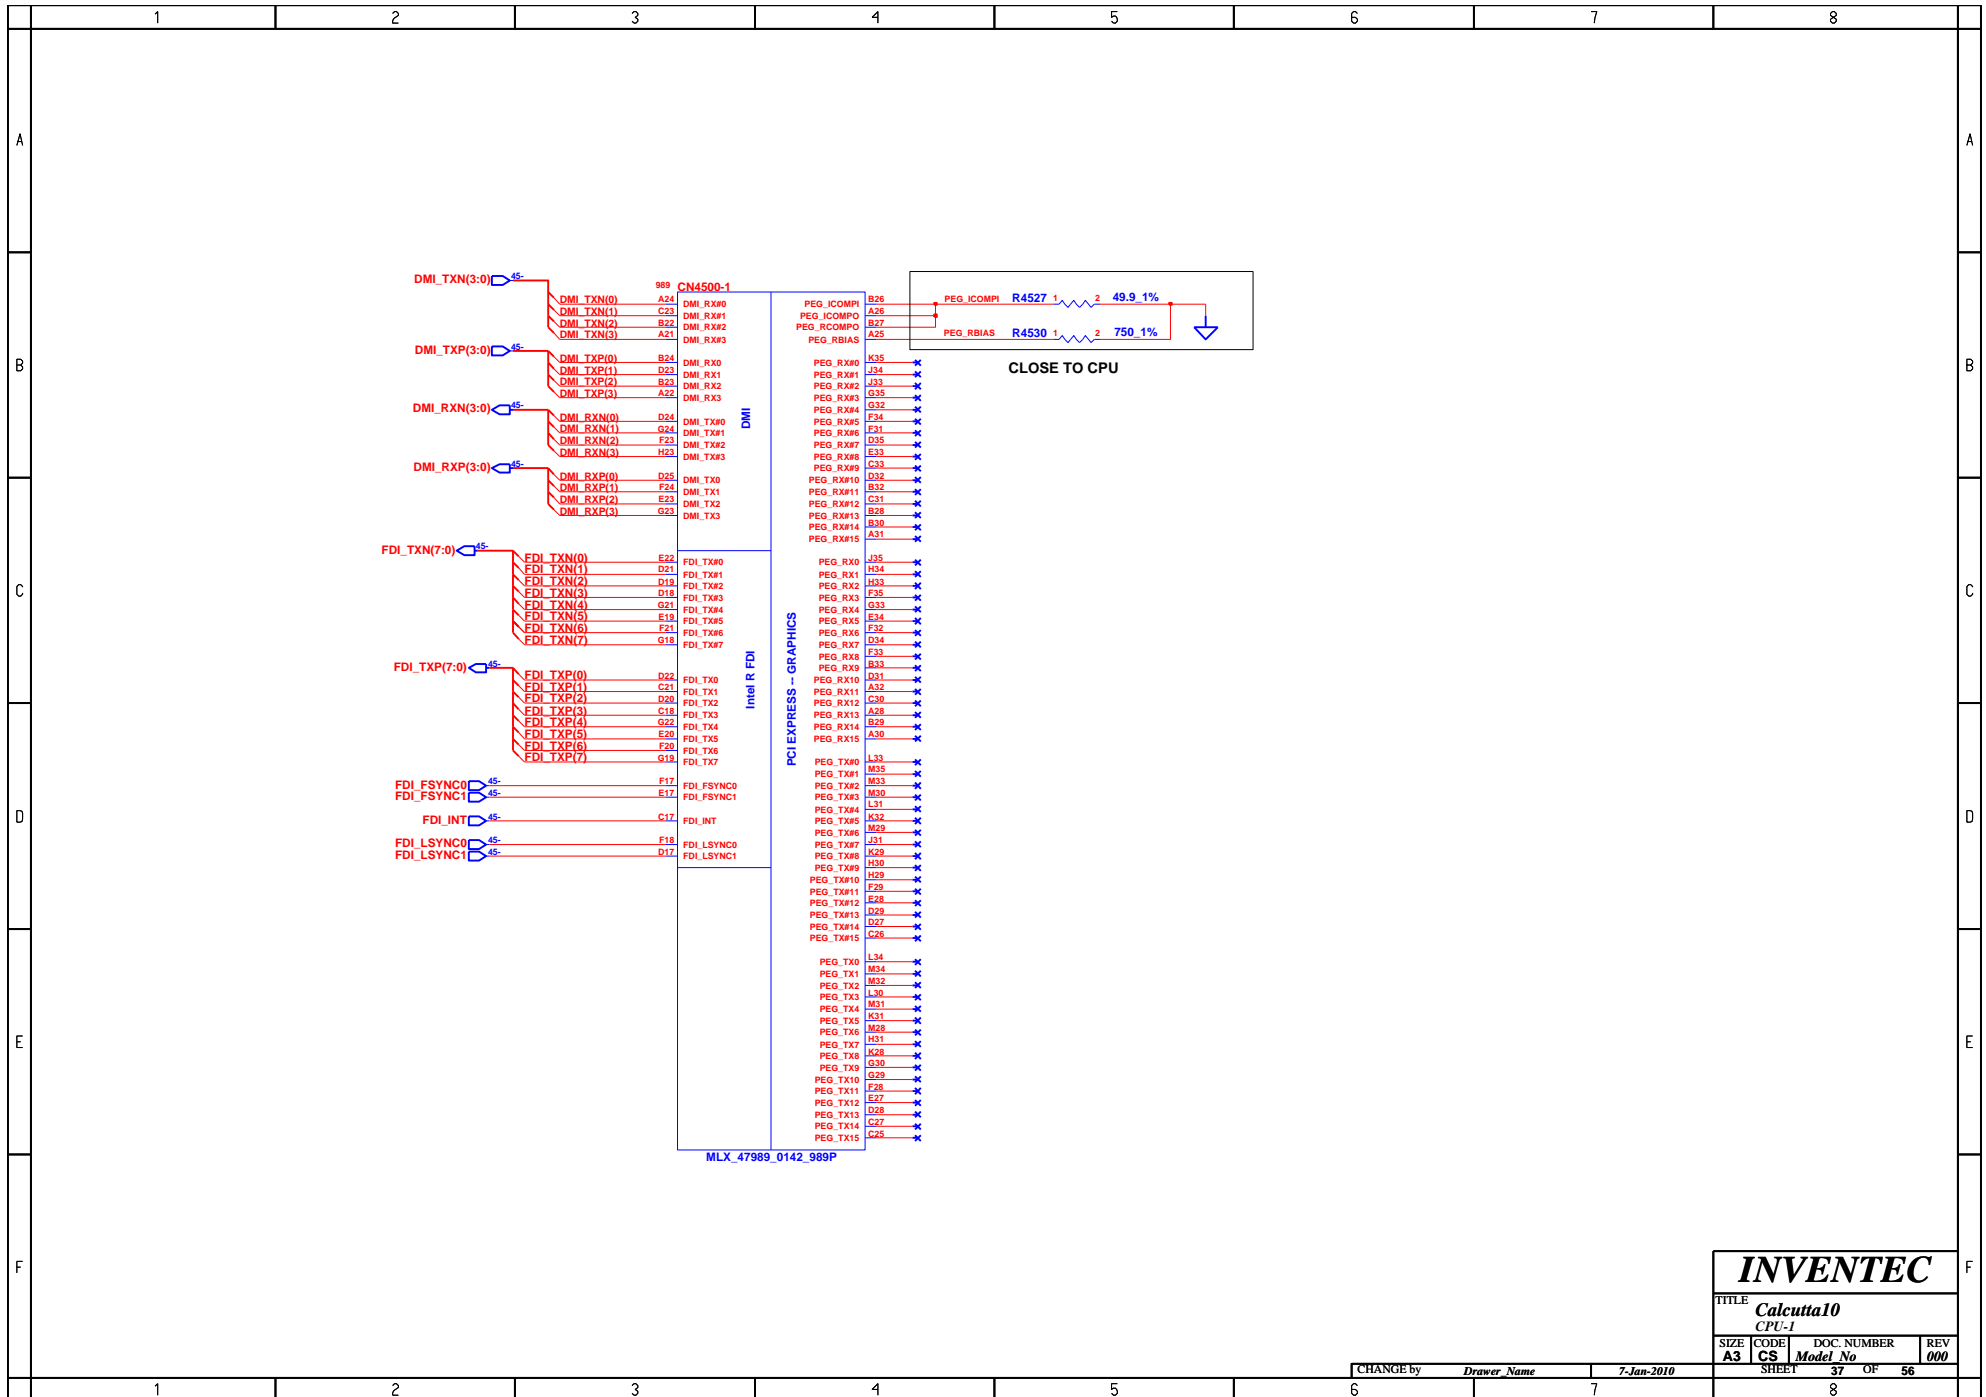 1 2 3 4 5 6 7 8
A A
B B
C C
D D
E E
F F
DMI_TXN(3:0) 45-
DMI_TXN(0) A24 DMI_RX#0
DMI_TXN(1) C23 DMI_RX#1
DMI_TXN(2) B22 DMI_RX#2
DMI_TXN(3) A21 DMI_RX#3
DMI_TXP(3:0) 45-
DMI_TXP(0) B24 DMI_RX0
DMI_TXP(1) D23 DMI_RX1
DMI_TXP(2) B23 DMI_RX2
DMI_TXP(3) A22 DMI_RX3
DMI_RXN(3:0) 45-
DMI_RXN(0) D24 DMI_TX#0
DMI_RXN(1) G24 DMI_TX#1
DMI_RXN(2) F23 DMI_TX#2
DMI_RXN(3) H23 DMI_TX#3
DMI_RXP(3:0) 45-
DMI_RXP(0) D25 DMI_TX0
DMI_RXP(1) F24 DMI_TX1
DMI_RXP(2) E23 DMI_TX2
DMI_RXP(3) G23 DMI_TX3
FDI_TXN(7:0) 45-
FDI_TXN(0) E22 FDI_TX#0
FDI_TXN(1) D21 FDI_TX#1
FDI_TXN(2) D19 FDI_TX#2
FDI_TXN(3) D18 FDI_TX#3
FDI_TXN(4) G21 FDI_TX#4
FDI_TXN(5) E19 FDI_TX#5
FDI_TXN(6) F21 FDI_TX#6
FDI_TXN(7) G18 FDI_TX#7
FDI_TXP(7:0) 45-
FDI_TXP(0) D22 FDI_TX0
FDI_TXP(1) C21 FDI_TX1
FDI_TXP(2) D20 FDI_TX2
FDI_TXP(3) C18 FDI_TX3
FDI_TXP(4) G22 FDI_TX4
FDI_TXP(5) E20 FDI_TX5
FDI_TXP(6) F20 FDI_TX6
FDI_TXP(7) G19 FDI_TX7
FDI_FSYNC0 45- F17 FDI_FSYNC0
FDI_FSYNC1 45- E17 FDI_FSYNC1
FDI_INT 45- C17 FDI_INT
FDI_LSYNC0 45- F18 FDI_LSYNC0
FDI_LSYNC1 45- D17 FDI_LSYNC1
989 CN4500-1
DMI
Intel R FDI
PCI EXPRESS -- GRAPHICS
PEG_ICOMPI B26 PEG_ICOMPI R4527 1 2 49.9_1%
PEG_ICOMPO A26
PEG_RCOMPO B27
PEG_RBIAS A25 PEG_RBIAS R4530 1 2 750_1%
CLOSE TO CPU
PEG_RX#0 K35
PEG_RX#1 J34
PEG_RX#2 J33
PEG_RX#3 G35
PEG_RX#4 G32
PEG_RX#5 F34
PEG_RX#6 F31
PEG_RX#7 D35
PEG_RX#8 E33
PEG_RX#9 C33
PEG_RX#10 D32
PEG_RX#11 B32
PEG_RX#12 C31
PEG_RX#13 B28
PEG_RX#14 B30
PEG_RX#15 A31
PEG_RX0 J35
PEG_RX1 H34
PEG_RX2 H33
PEG_RX3 F35
PEG_RX4 G33
PEG_RX5 E34
PEG_RX6 F32
PEG_RX7 D34
PEG_RX8 F33
PEG_RX9 B33
PEG_RX10 D31
PEG_RX11 A32
PEG_RX12 C30
PEG_RX13 A28
PEG_RX14 B29
PEG_RX15 A30
PEG_TX#0 L33
PEG_TX#1 M35
PEG_TX#2 M33
PEG_TX#3 M30
PEG_TX#4 L31
PEG_TX#5 K32
PEG_TX#6 M29
PEG_TX#7 J31
PEG_TX#8 K29
PEG_TX#9 H30
PEG_TX#10 H29
PEG_TX#11 F29
PEG_TX#12 E28
PEG_TX#13 D29
PEG_TX#14 D27
PEG_TX#15 C26
PEG_TX0 L34
PEG_TX1 M34
PEG_TX2 M32
PEG_TX3 L30
PEG_TX4 M31
PEG_TX5 K31
PEG_TX6 M28
PEG_TX7 H31
PEG_TX8 K28
PEG_TX9 G30
PEG_TX10 G29
PEG_TX11 F28
PEG_TX12 E27
PEG_TX13 D28
PEG_TX14 C27
PEG_TX15 C25
MLX_47989_0142_989P
INVENTEC
TITLE Calcutta10
CPU-1
SIZE CODE DOC. NUMBER REV
A3 CS Model_No 000
CHANGE by Drawer_Name 7-Jan-2010 SHEET 37 OF 56
1 2 3 4 5 6 7 8